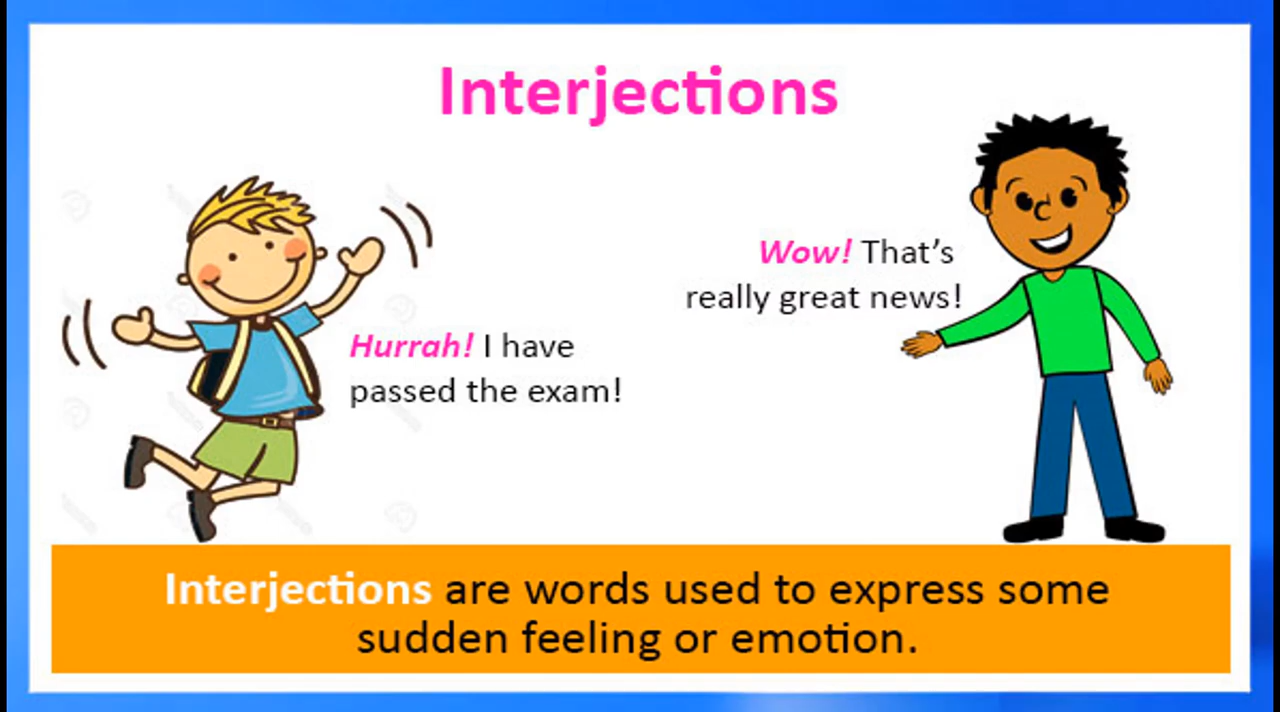 Interjections
Hurrah! I have
passed the exam!
Wow! That’s
really great news!
Interjections are words used to express some
sudden feeling or emotion.